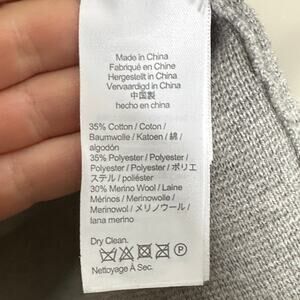 Made in China
Fabriqué en Chine
Hergestellt in China
Vervaardigd in China
中国製
hecho en china
35% Cotton / Coton /
Baumwolle / Katoen / 綿 /
algodón
35% Polyester / Polyester /
Polyester / Polyester / ポリエ
ステル / poliéster
30% Merino Wool / Laine
Mérinos / Merinowolle /
Merinowol / メリノウール /
lana merino
Dry Clean.
P
Nettoyage À Sec.